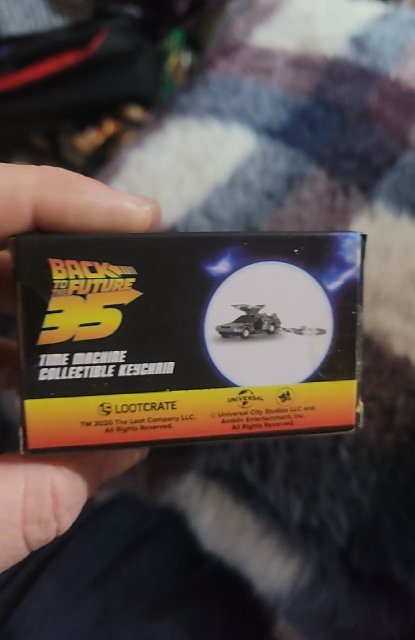 BACK
TO THE
FUTURE
35
TIME MACHINE
COLLECTIBLE KEYCHAIN
LOOTCRATE
TM 2020 The Loot Company LLC.
All Rights Reserved.
UNIVERSAL
© Universal City Studios LLC and
Amblin Entertainment, Inc.
All Rights Reserved.